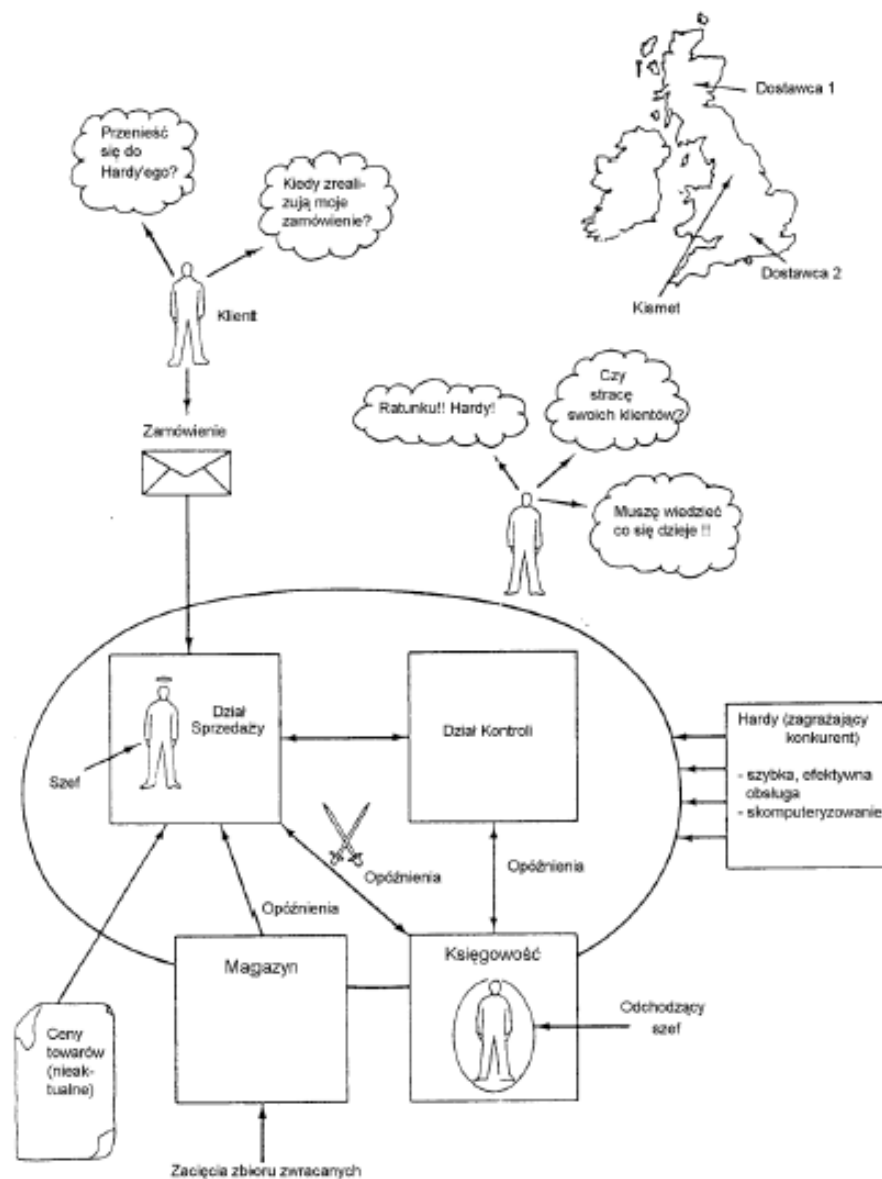 Przenieść
się do
Hardy'ego?
Kiedy zreali-
zują moje
zamówienie?
Klientt
Zamówienie
Dostawca 1
Dostawca 2
Kismet
Ratunku!! Hardy!
Czy
stracę
swoich klientów?
Muszę wiedzieć
co się dzieje !!
Dział
Sprzedaży
Szef
Dział Kontroli
Hardy (zagrażający
konkurent)
- szybka, efektywna
obsługa
- skomputeryzowanie
Opóźnienia
Opóźnienia
Opóźnienia
Magazyn
Księgowość
Odchodzący
szef
Ceny
towarów
(nieak-
tualne)
Zacięcia zbioru zwracanych